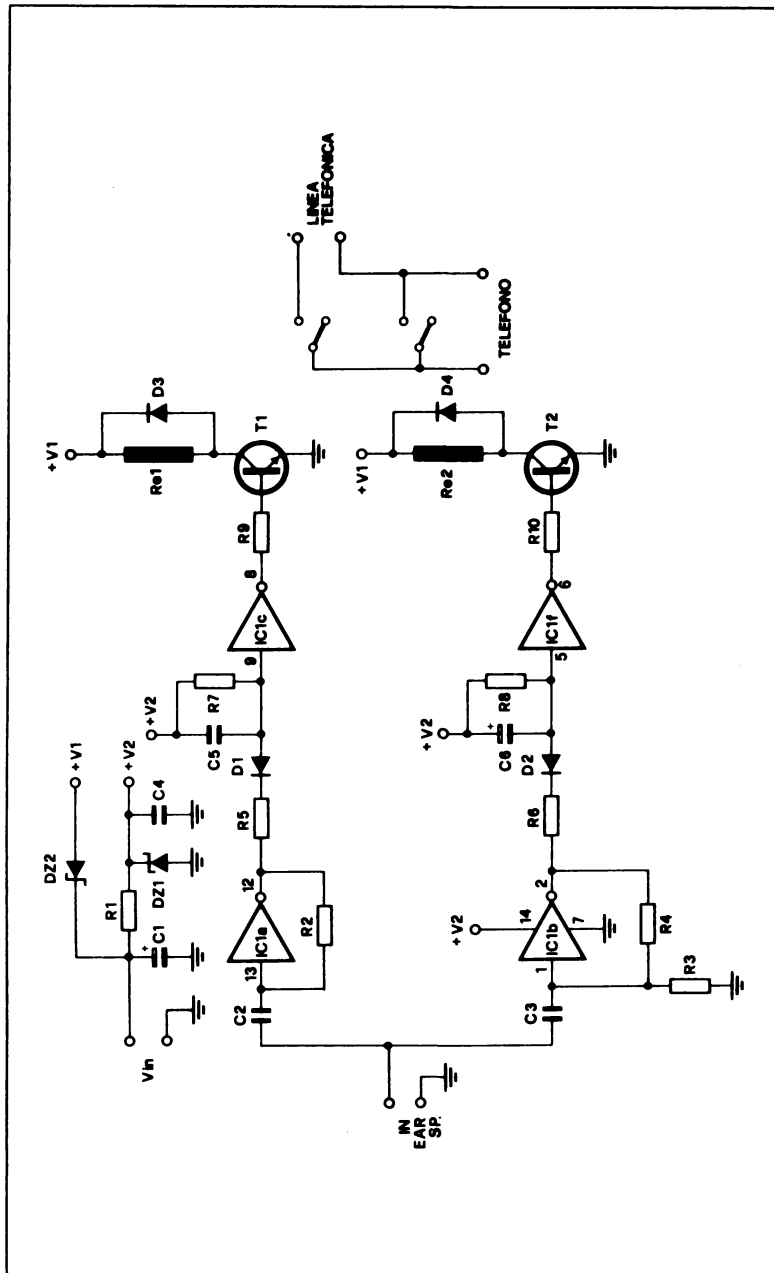 Vin
C1
+
R1
DZ2
DZ1
C4
+V1
+V2
IN
EAR
SP.
C2
13
IC1a
12
R2
R5
D1
C5
+V2
R7
9
IC1c
8
R9
T1
Re1
D3
+V1
C3
1
IC1b
2
14
7
+V2
R3
R4
R6
D2
C6
+
+V2
R8
5
IC1f
6
R10
T2
Re2
D4
+V1
LINEA
TELEFONICA
TELEFONO